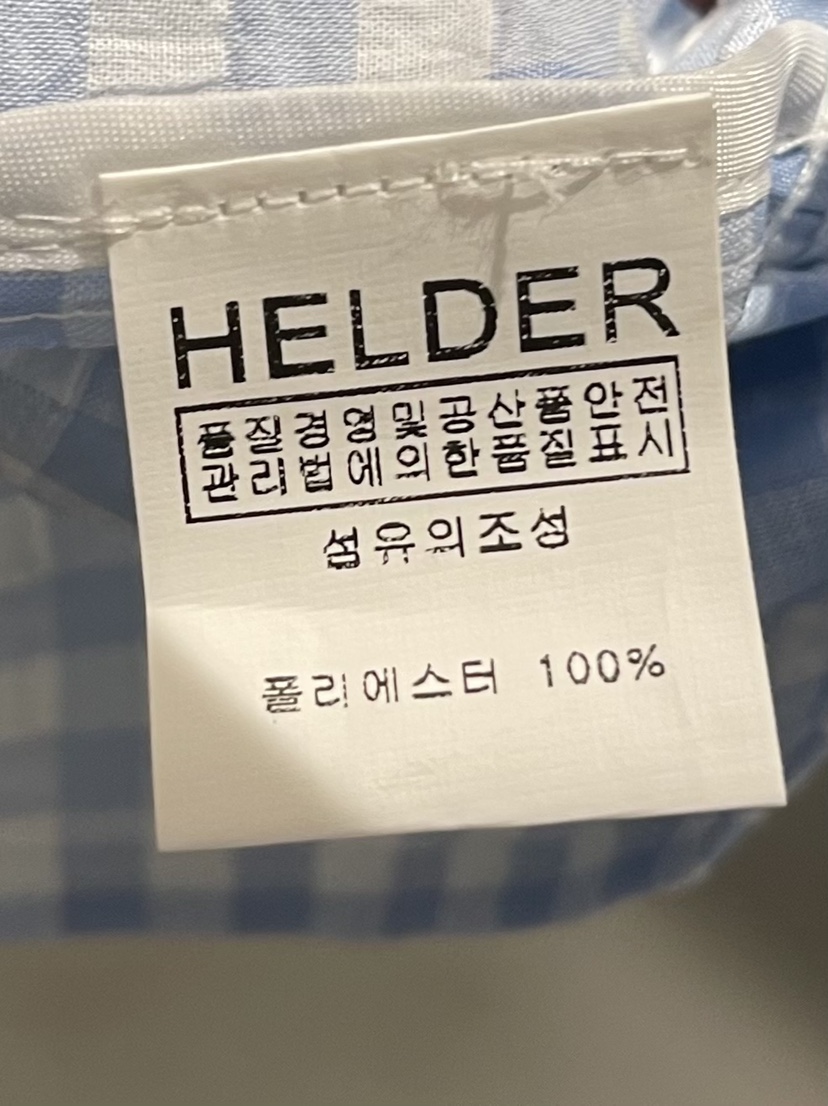 HELDER
품질경영및공산품안전
관리법에의한품질표시
섬유의조성
폴리에스터 100%